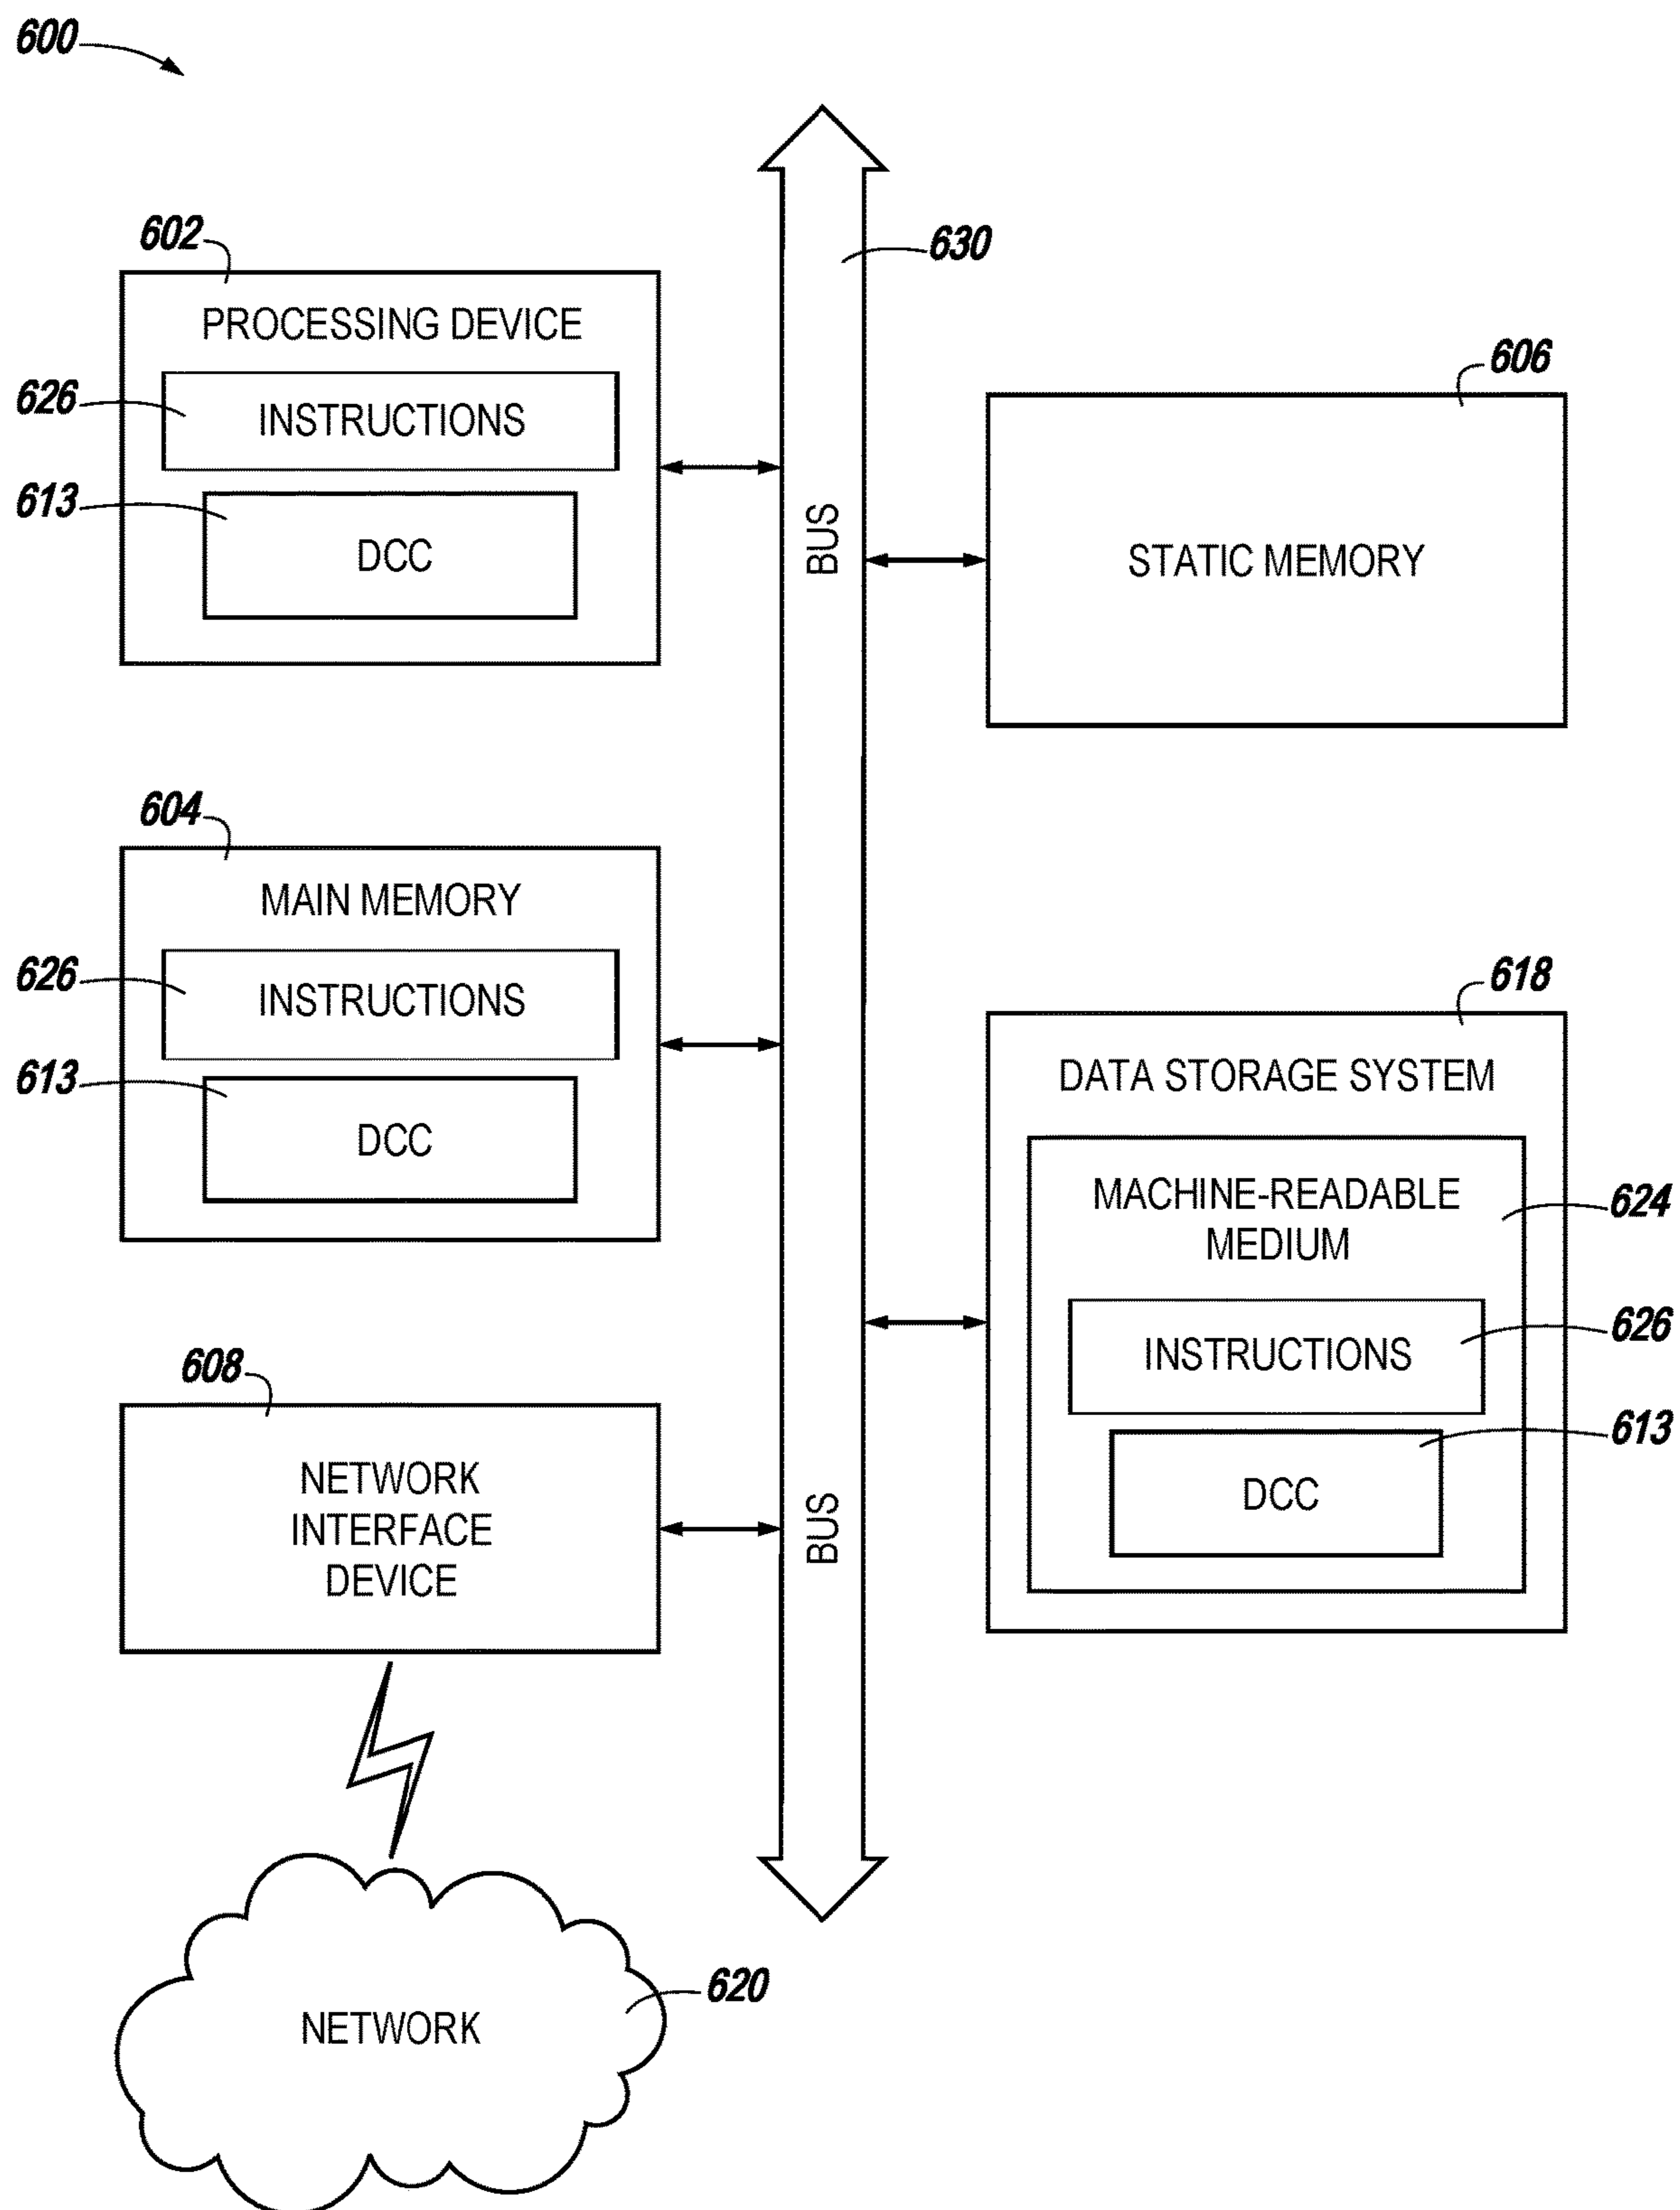 600
602
PROCESSING DEVICE
626
INSTRUCTIONS
613
DCC
630
BUS
606
STATIC MEMORY
604
MAIN MEMORY
626
INSTRUCTIONS
613
DCC
618
DATA STORAGE SYSTEM
MACHINE-READABLE
MEDIUM
624
INSTRUCTIONS
626
DCC
613
608
NETWORK
INTERFACE
DEVICE
BUS
NETWORK
620